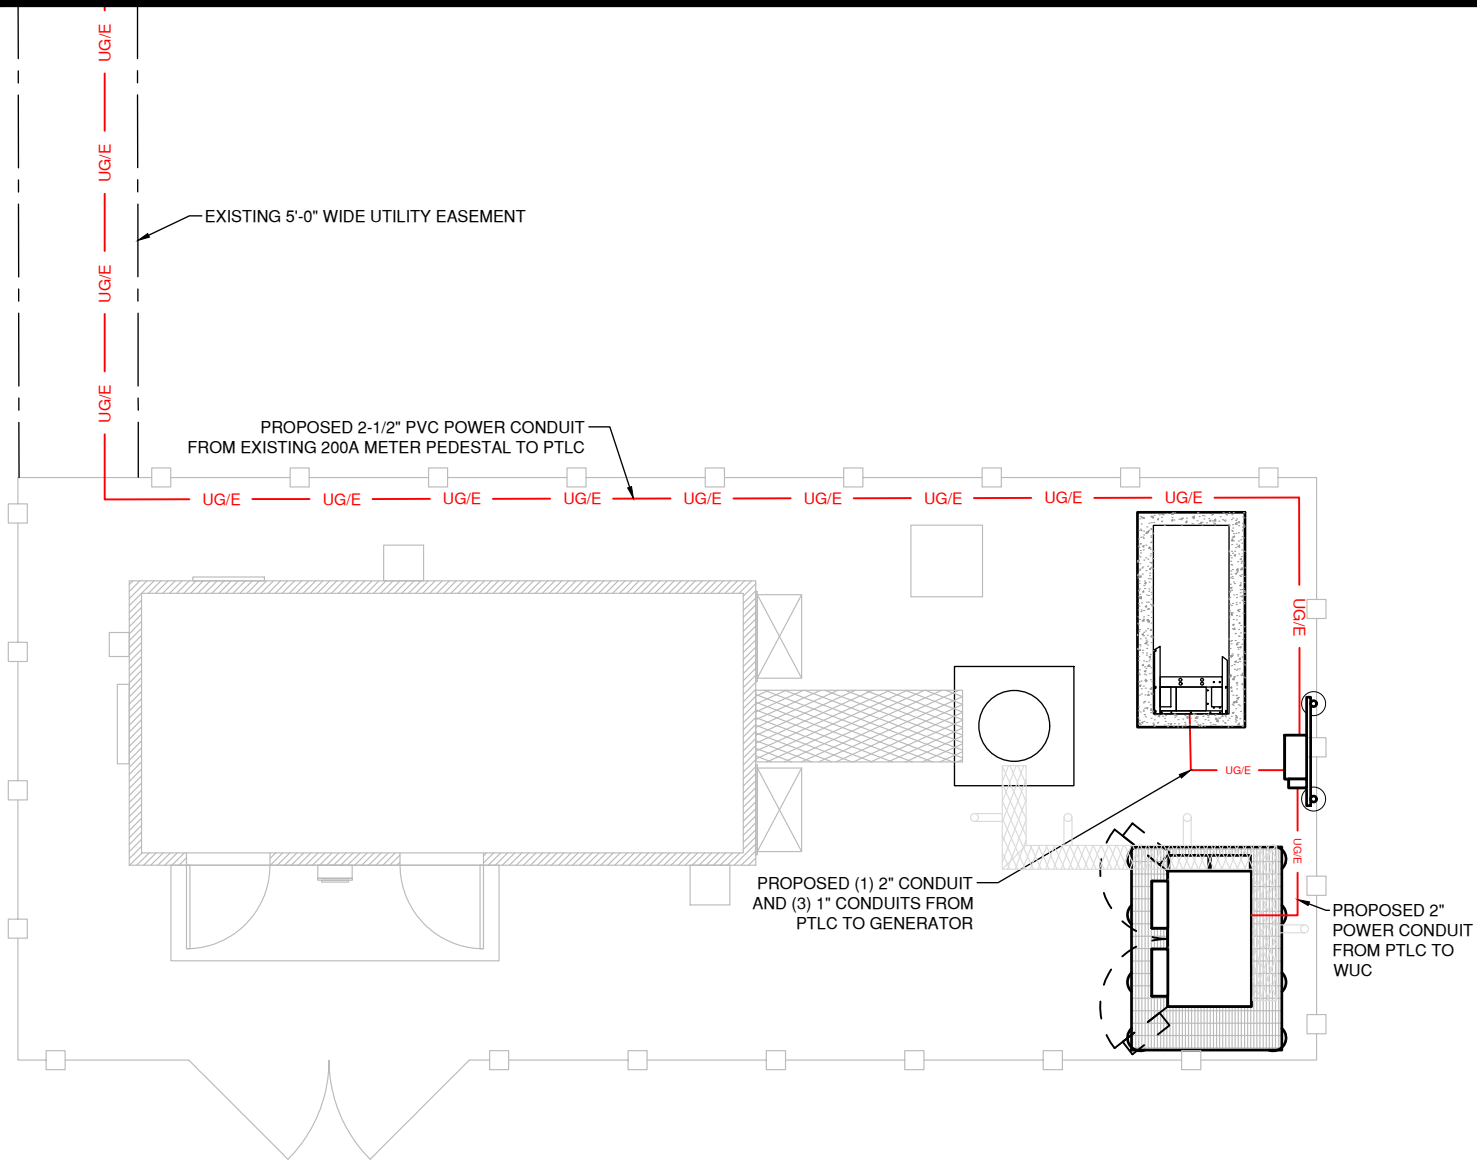 UG/E
UG/E
EXISTING 5'-0" WIDE UTILITY EASEMENT
UG/E
UG/E
PROPOSED 2-1/2" PVC POWER CONDUIT
FROM EXISTING 200A METER PEDESTAL TO PTLC
UG/E UG/E UG/E UG/E UG/E UG/E UG/E UG/E UG/E
UG/E
UG/E
UG/E
PROPOSED (1) 2" CONDUIT
AND (3) 1" CONDUITS FROM
PTLC TO GENERATOR
PROPOSED 2"
POWER CONDUIT
FROM PTLC TO
WUC